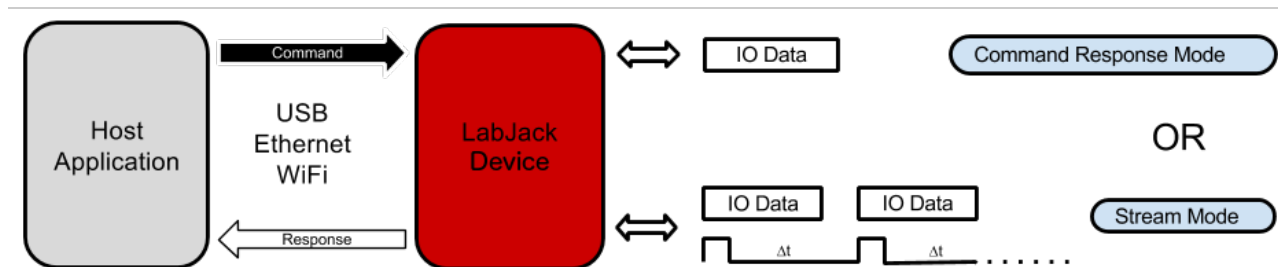 Host
Application
Command
USB
Ethernet
WiFi
Response
LabJack
Device
IO Data
Command Response Mode
OR
IO Data
IO Data
Stream Mode
Δt
Δt